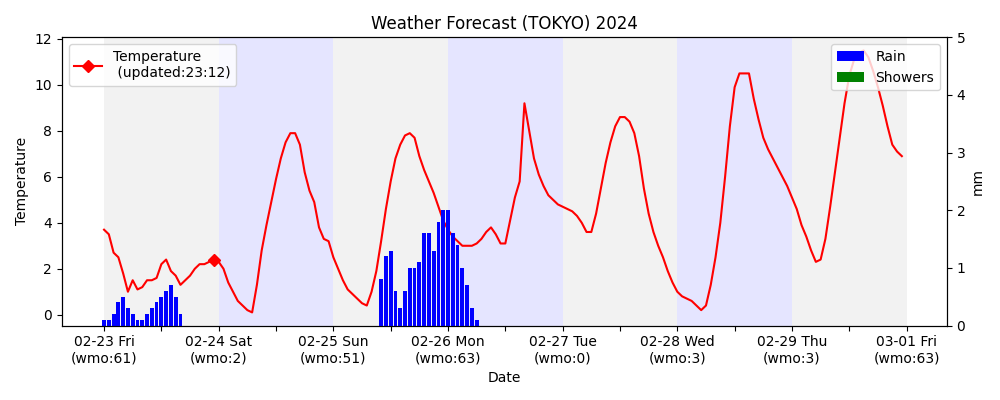 Weather Forecast (TOKYO) 2024
Temperature
(updated:23:12)
Rain
Showers
12
10
8
6
4
2
0
Temperature
5
4
3
2
1
0
mm
02-23 Fri
(wmo:61)
02-24 Sat
(wmo:2)
02-25 Sun
(wmo:51)
02-26 Mon
(wmo:63)
02-27 Tue
(wmo:0)
02-28 Wed
(wmo:3)
02-29 Thu
(wmo:3)
03-01 Fri
(wmo:63)
Date